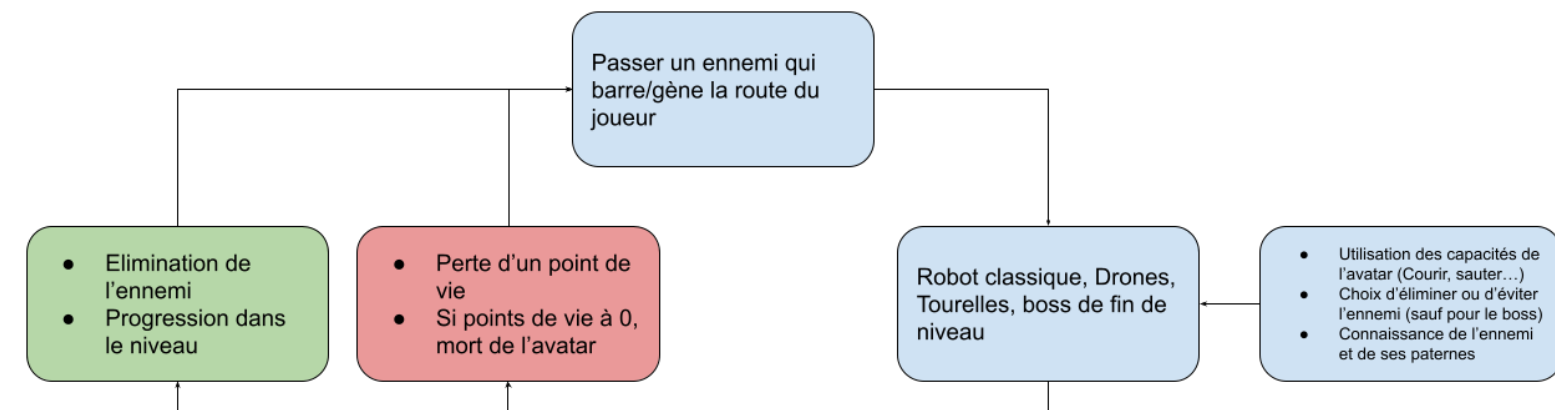 Passer un ennemi qui
barre/gène la route du
joueur
● Elimination de
l'ennemi
● Progression dans
le niveau
● Perte d'un point de
vie
● Si points de vie à 0,
mort de l'avatar
Robot classique, Drones,
Tourelles, boss de fin de
niveau
● Utilisation des capacités de
l'avatar (Courir, sauter…)
● Choix d'éliminer ou d'éviter
l'ennemi (sauf pour le boss)
● Connaissance de l'ennemi
et de ses paternes